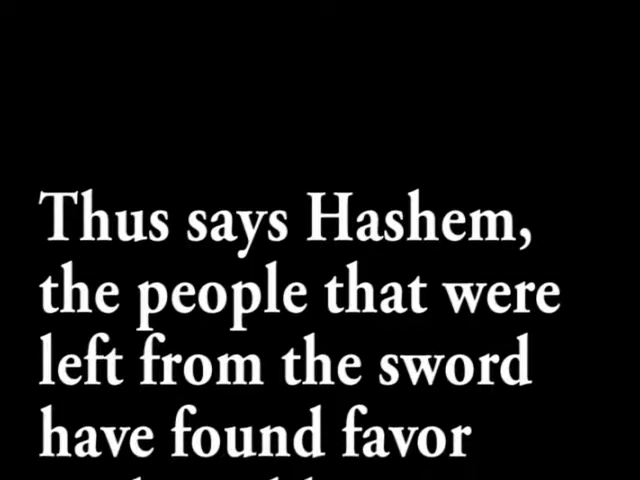 Thus says Hashem,
the people that were
left from the sword
have found favor